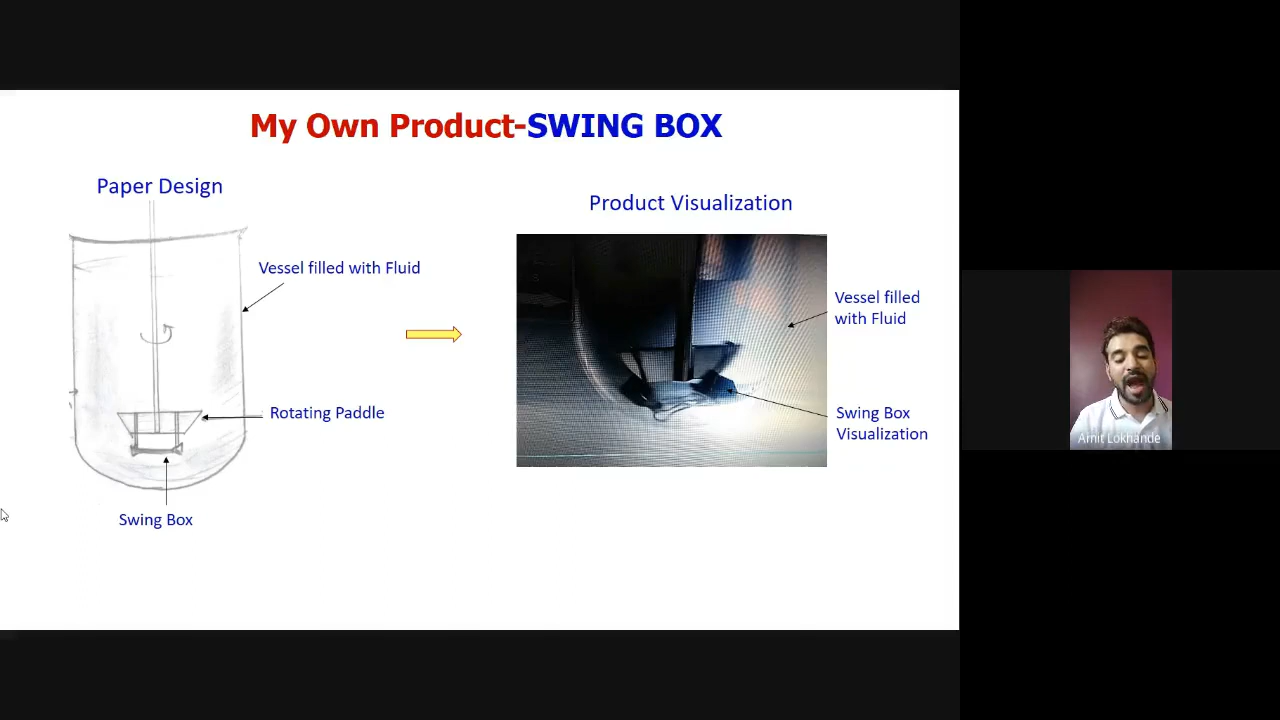 My Own Product-SWING BOX
Paper Design
Product Visualization
Vessel filled with Fluid
Vessel filled
with Fluid
Rotating Paddle
Swing Box
Visualization
Swing Box
Amit Lokhande